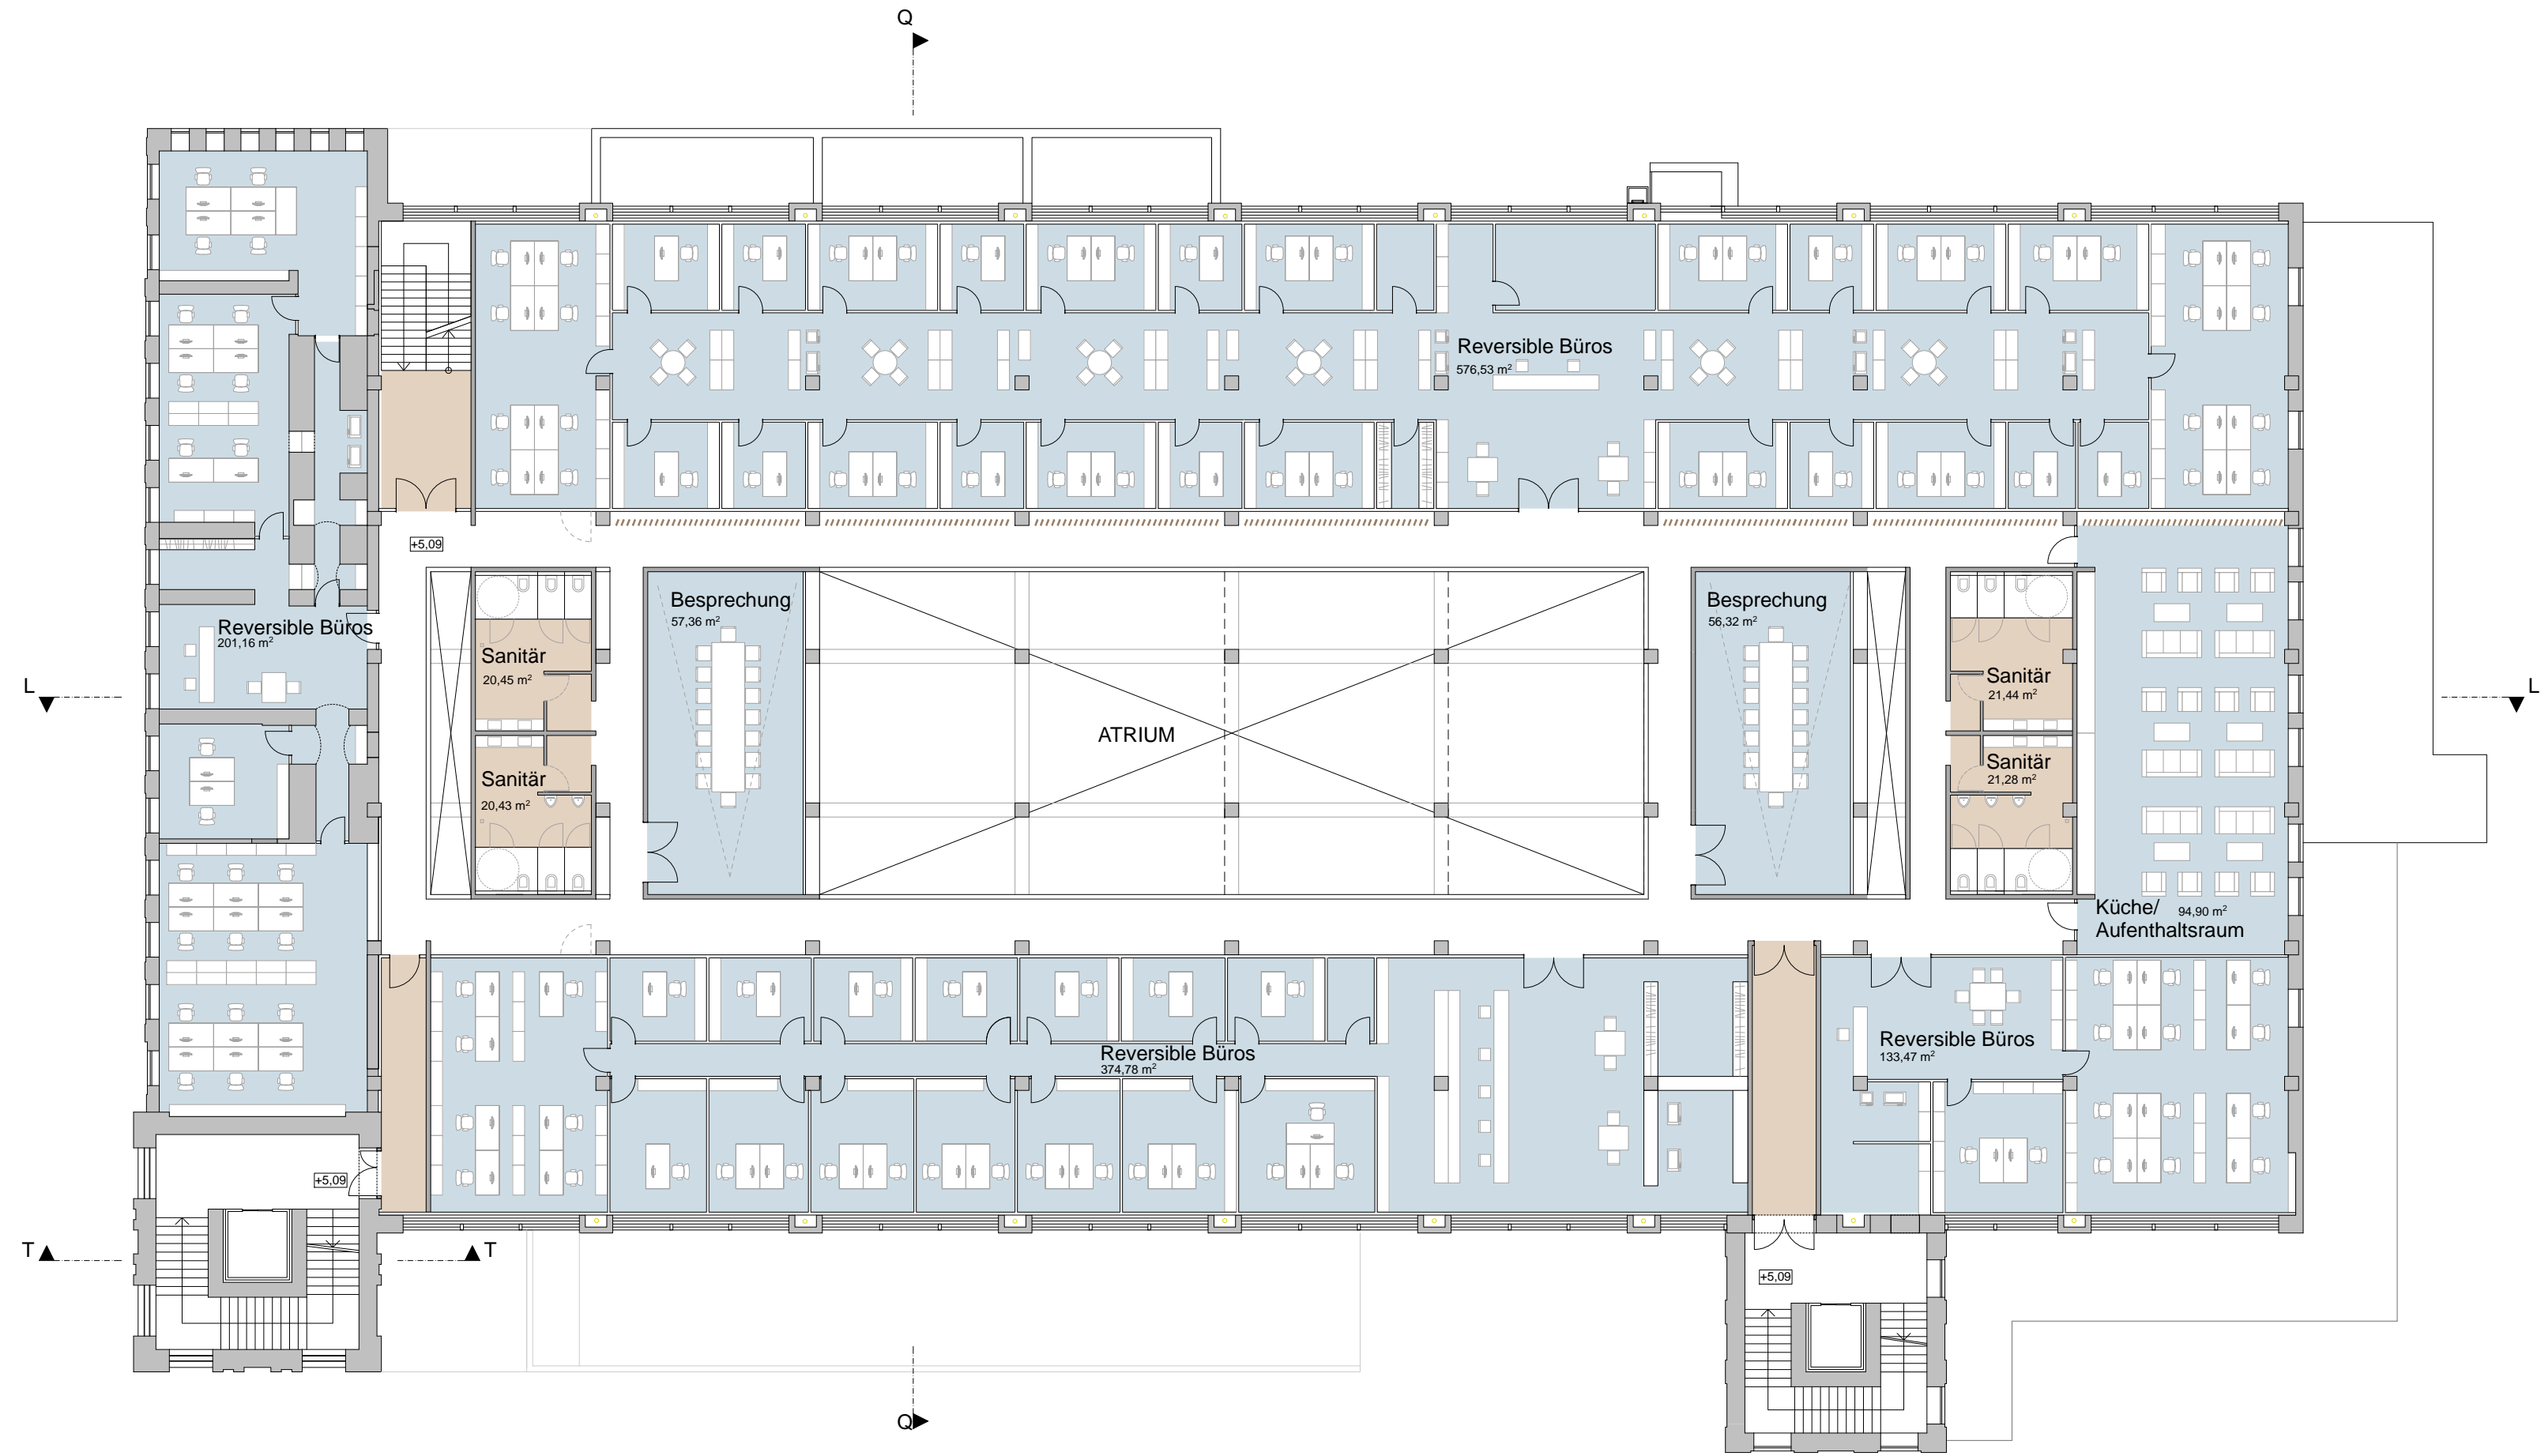 Q
Reversible Büros
576,53 m²
+5,09
Besprechung
57,36 m²
Besprechung
56,32 m²
Reversible Büros
201,16 m²
Sanitär
20,45 m²
Sanitär
21,44 m²
L
L
ATRIUM
Sanitär
20,43 m²
Sanitär
21,28 m²
Küche/ 94,90 m²
Aufenthaltsraum
Reversible Büros
374,78 m²
Reversible Büros
133,47 m²
+5,09
T
T
+5,09
Q